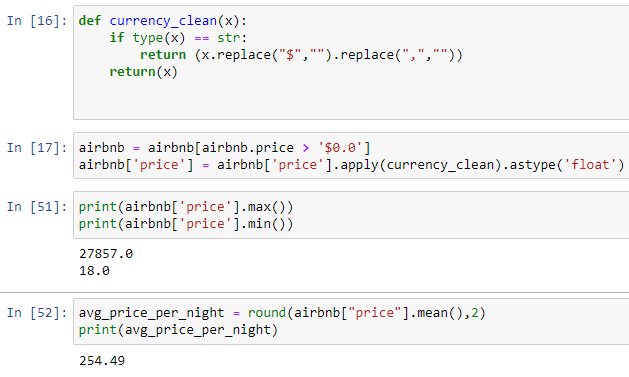 In [16]: def currency_clean(x):
    if type(x) == str:
        return (x.replace("$","").replace(",",""))
    return(x)
In [17]: airbnb = airbnb[airbnb.price > '$0.0']
airbnb['price'] = airbnb['price'].apply(currency_clean).astype('float')
In [51]: print(airbnb['price'].max())
print(airbnb['price'].min())
27857.0
18.0
In [52]: avg_price_per_night = round(airbnb["price"].mean(),2)
print(avg_price_per_night)
254.49